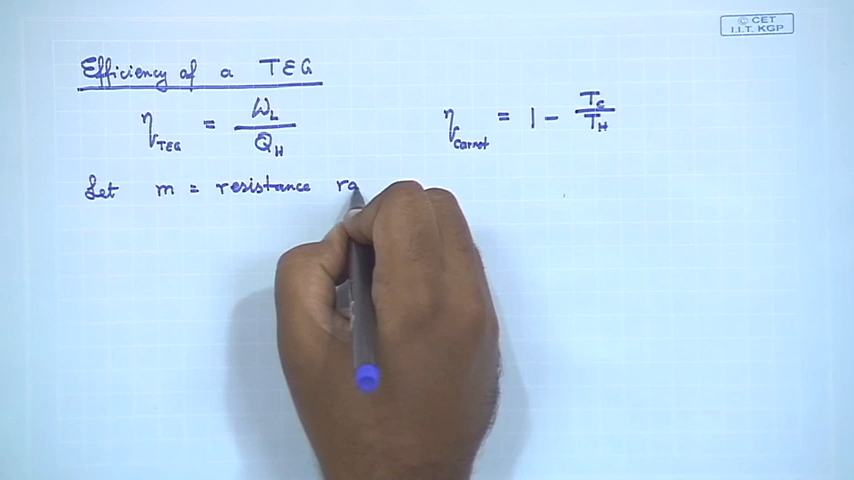 © CET
I.I.T. KGP
Efficiency of a TEG
η_TEG = W_L / Q_H
η_Carnot = 1 - T_c / T_H
Let m = resistance ra